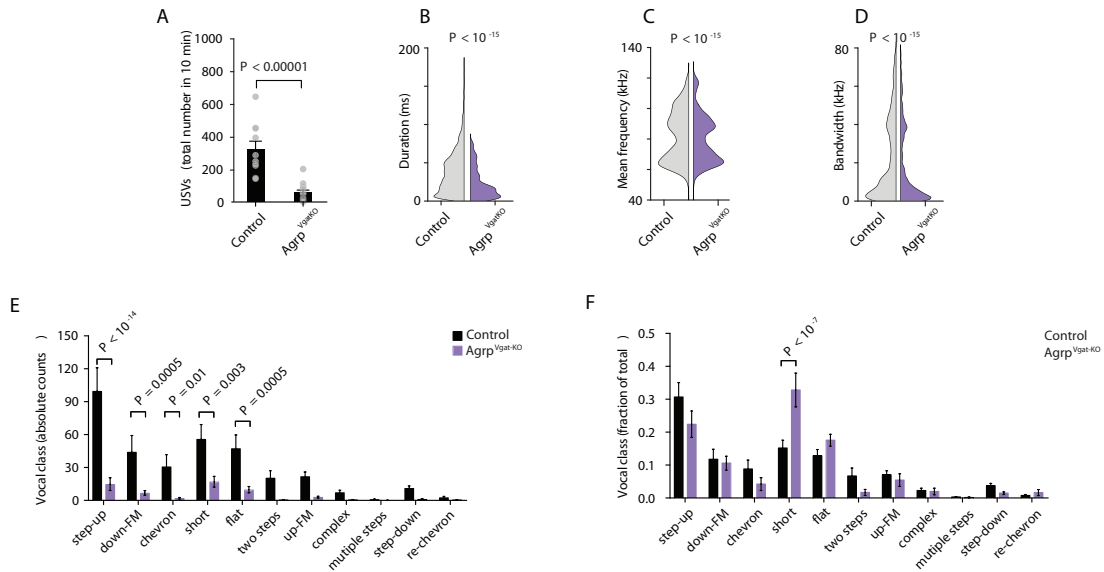 A
USVs (total number in 10 min)
1000
800
600
400
200
0
P < 0.00001
Control
Agrp VgatKO
B
Duration (ms)
200
0
P < 10 -15
Control
Agrp VgatKO
C
Mean frequency (kHz)
140
40
P < 10 -15
Control
Agrp VgatKO
D
Bandwidth (kHz)
80
0
P < 10 -15
Control
Agrp VgatKO
E
Vocal class (absolute counts )
150
120
90
60
30
0
P < 10 -14
P = 0.0005
P = 0.01
P = 0.003
P = 0.0005
Control
Agrp Vgat-KO
step-up
down-FM
chevron
short
flat
two steps
up-FM
complex
mutiple steps
step-down
re-chevron
F
Vocal class (fraction of total )
0.5
0.4
0.3
0.2
0.1
0.0
P < 10 -7
Control
Agrp Vgat-KO
step-up
down-FM
chevron
short
flat
two steps
up-FM
complex
mutiple steps
step-down
re-chevron